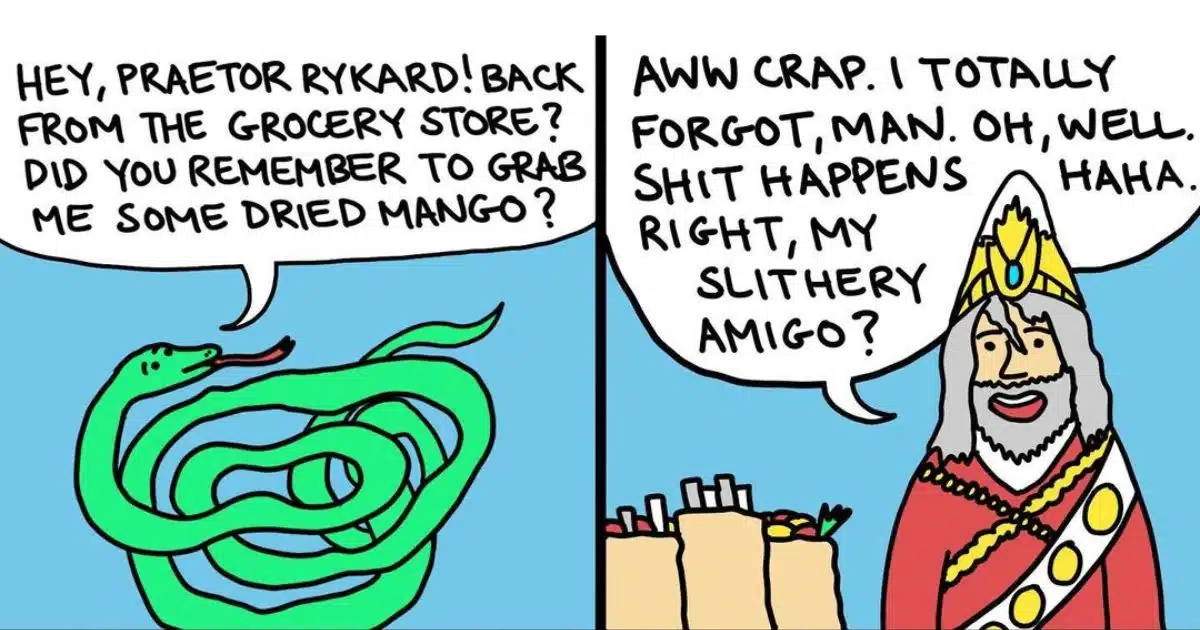 HEY, PRAETOR RYKARD! BACK
FROM THE GROCERY STORE?
DID YOU REMEMBER TO GRAB
ME SOME DRIED MANGO?
AWW CRAP. I TOTALLY
FORGOT, MAN. OH, WELL.
SHIT HAPPENS HAHA.
RIGHT, MY
SLITHERY
AMIGO?